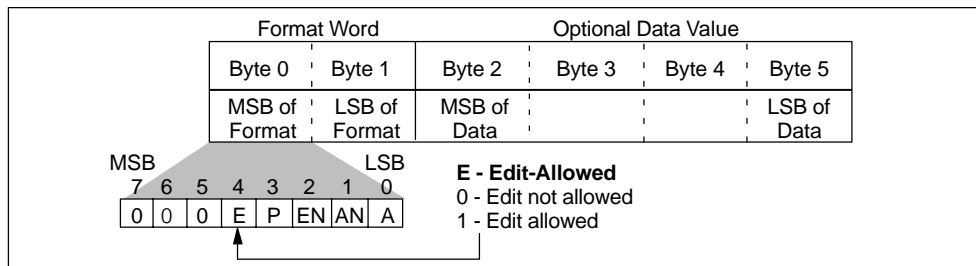 Format Word Optional Data Value
Byte 0 Byte 1 Byte 2 Byte 3 Byte 4 Byte 5
MSB of LSB of MSB of LSB of
Format Format Data Data
MSB LSB
7 6 5 4 3 2 1 0
0 0 0 E P EN AN A
E - Edit-Allowed
0 - Edit not allowed
1 - Edit allowed